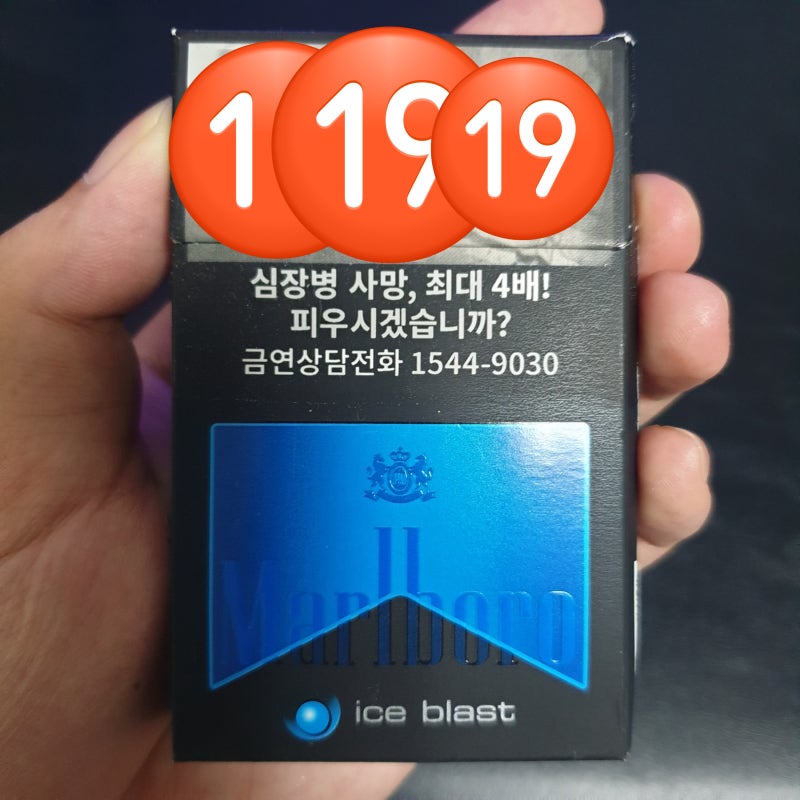 1 19 19
심장병 사망, 최대 4배!
피우시겠습니까?
금연상담전화 1544-9030
Marlboro
ice blast